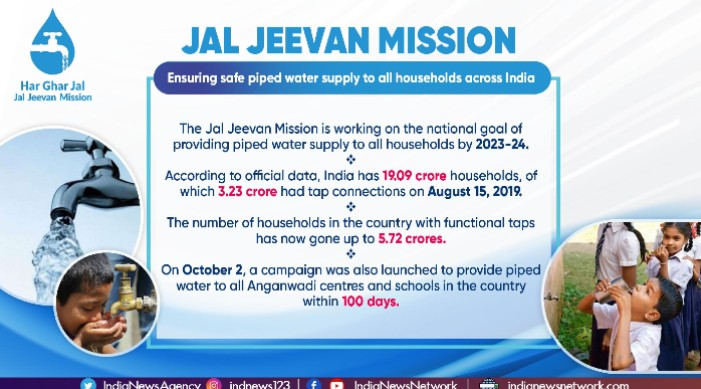 Har Ghar Jal
Jal Jeevan Mission
JAL JEEVAN MISSION
Ensuring safe piped water supply to all households across India
The Jal Jeevan Mission is working on the national goal of
providing piped water supply to all households by 2023-24.
According to official data, India has 19.09 crore households, of
which 3.23 crore had tap connections on August 15, 2019.
The number of households in the country with functional taps
has now gone up to 5.72 crores.
On October 2, a campaign was also launched to provide piped
water to all Anganwadi centres and schools in the country
within 100 days.
IndiaNewsAgency indnews123 | IndiaNewsNetwork | indianewsnetwork.com